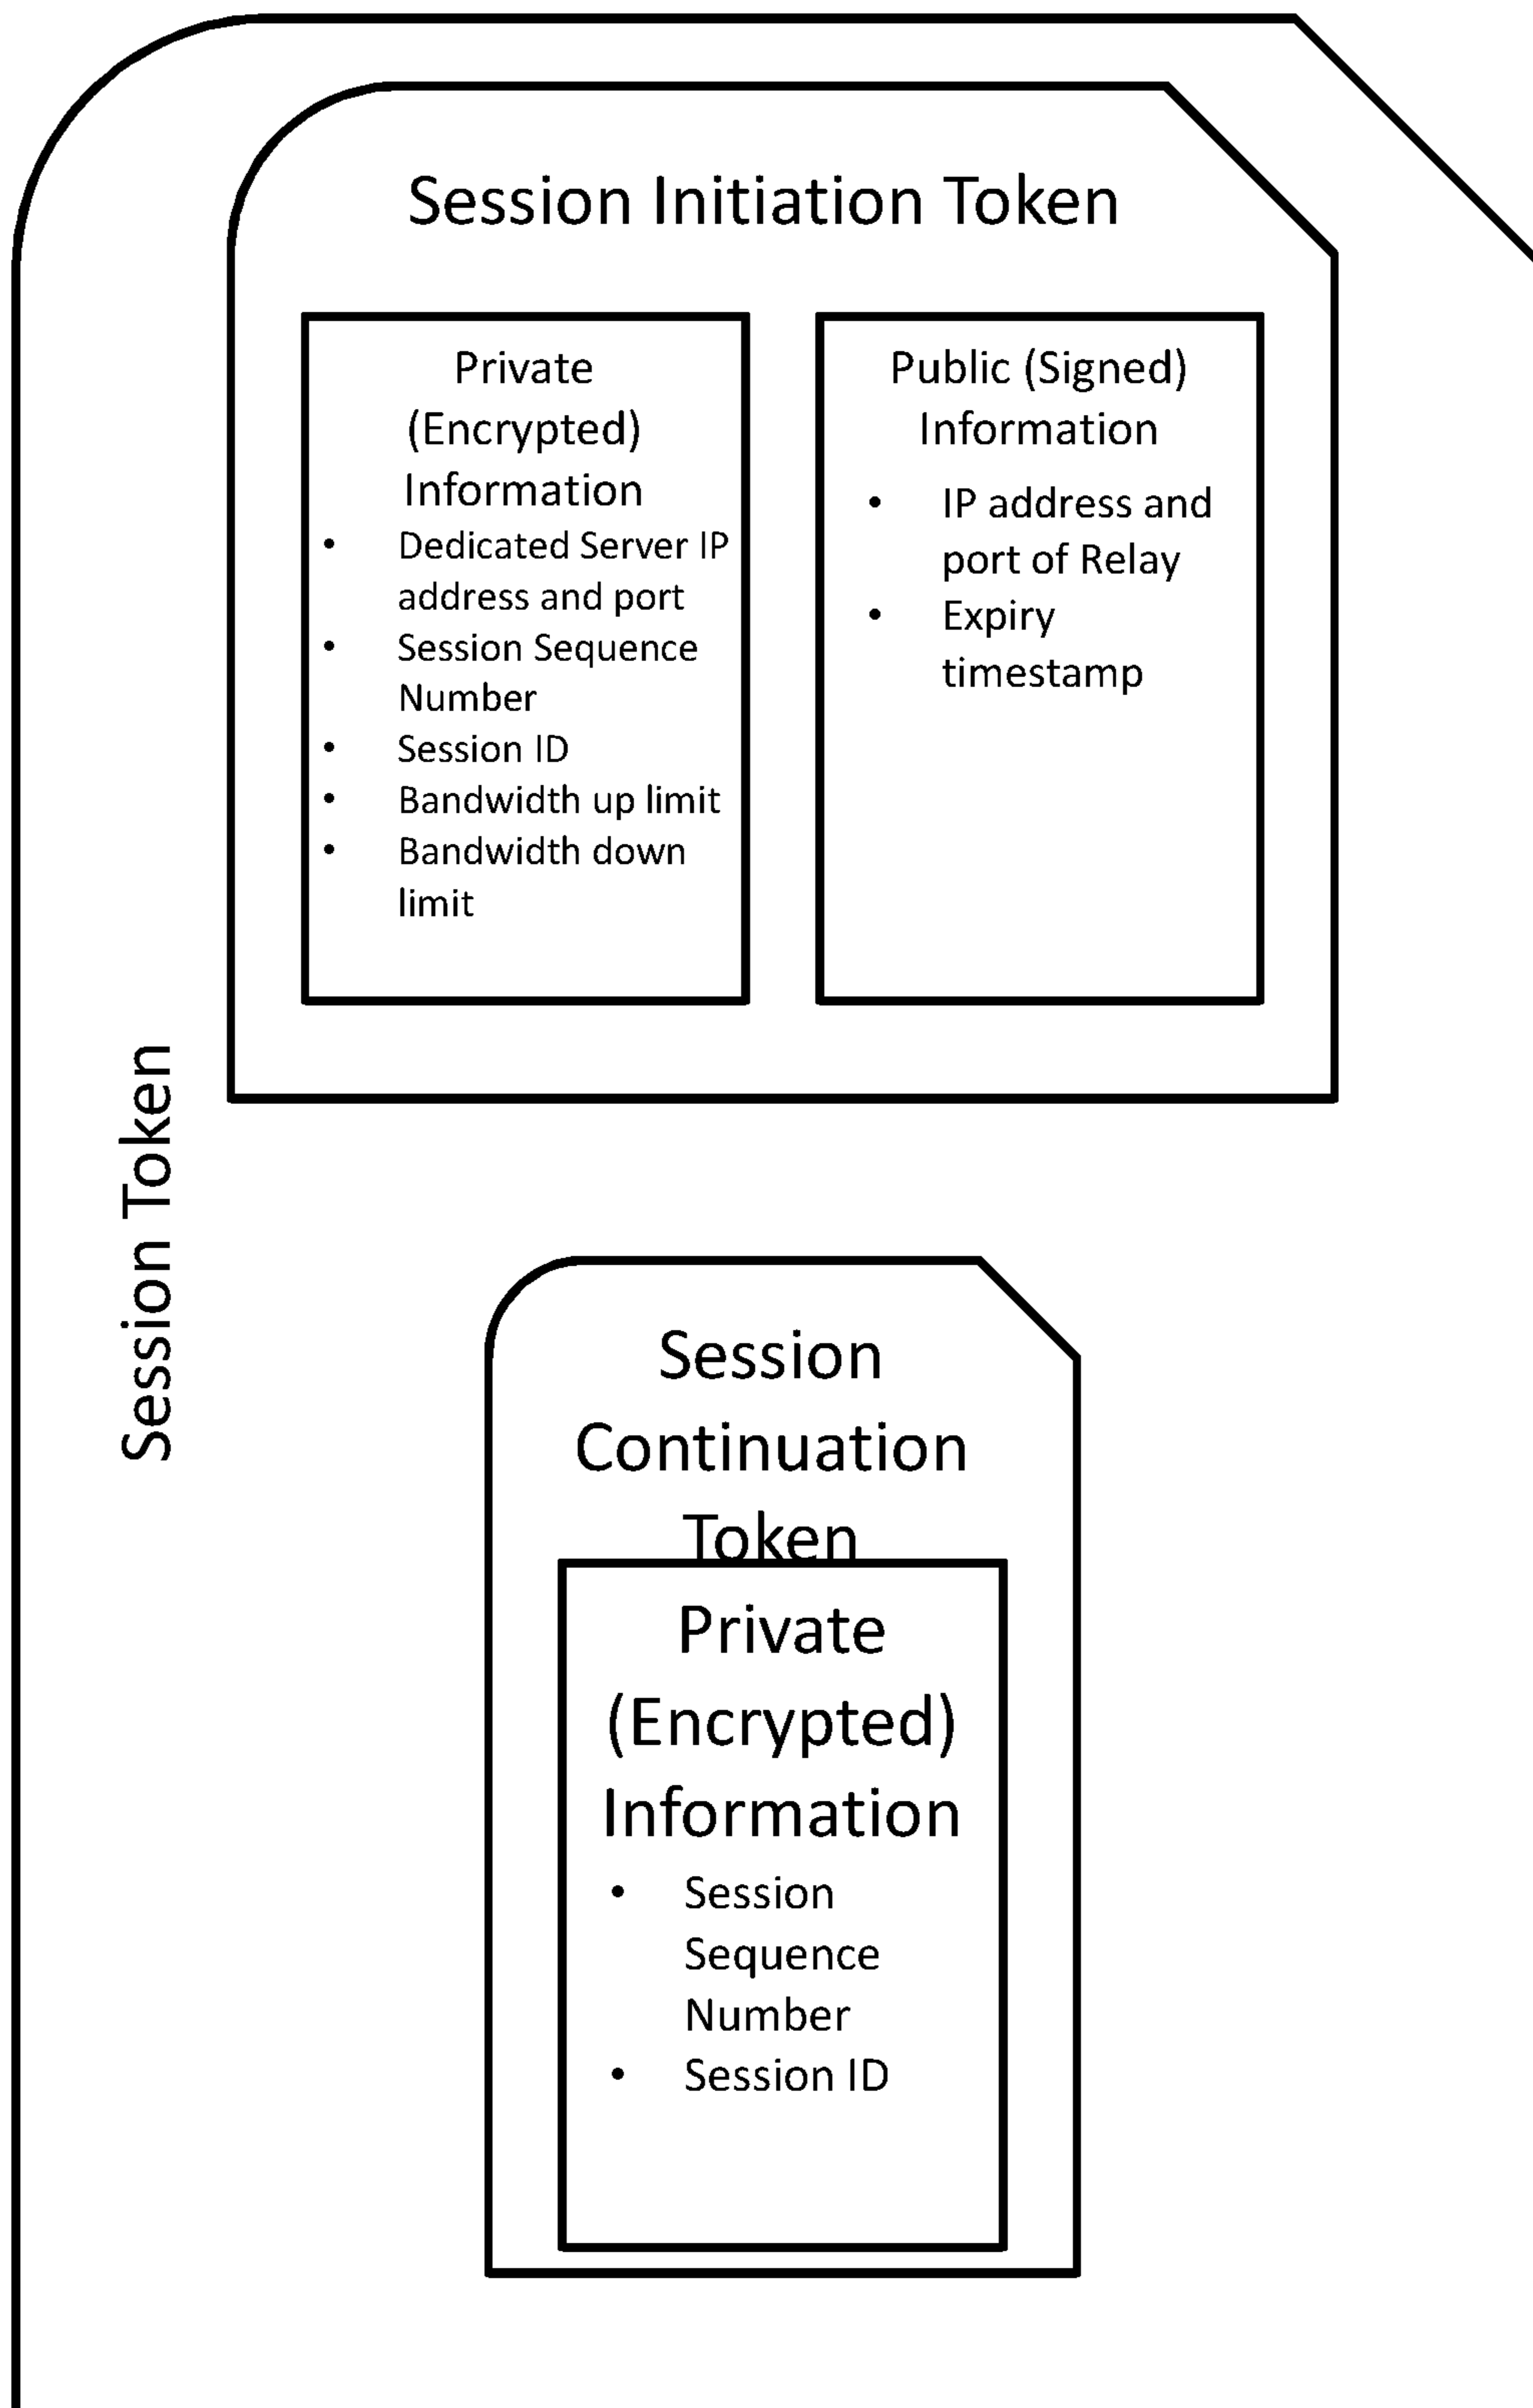 Session Initiation Token
Private
(Encrypted)
Information
• Dedicated Server IP
address and port
• Session Sequence
Number
• Session ID
• Bandwidth up limit
• Bandwidth down
limit
Public (Signed)
Information
• IP address and
port of Relay
• Expiry
timestamp
Session Token
Session
Continuation
Token
Private
(Encrypted)
Information
• Session
Sequence
Number
• Session ID